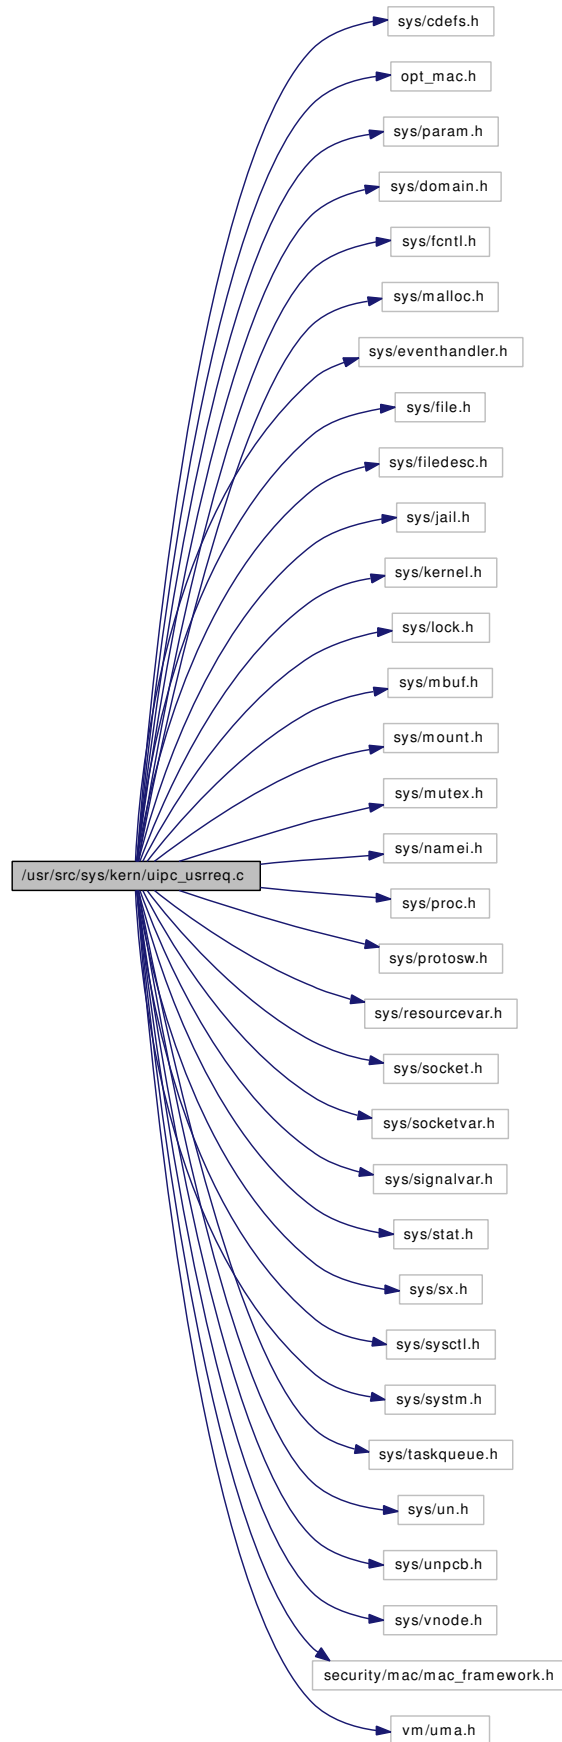 sys/cdefs.h
opt_mac.h
sys/param.h
sys/domain.h
sys/fcntl.h
sys/malloc.h
sys/eventhandler.h
sys/file.h
sys/filedesc.h
sys/jail.h
sys/kernel.h
sys/lock.h
sys/mbuf.h
sys/mount.h
sys/mutex.h
sys/namei.h
/usr/src/sys/kern/uipc_usrreq.c
sys/proc.h
sys/protosw.h
sys/resourcevar.h
sys/socket.h
sys/socketvar.h
sys/signalvar.h
sys/stat.h
sys/sx.h
sys/sysctl.h
sys/systm.h
sys/taskqueue.h
sys/un.h
sys/unpcb.h
sys/vnode.h
security/mac/mac_framework.h
vm/uma.h